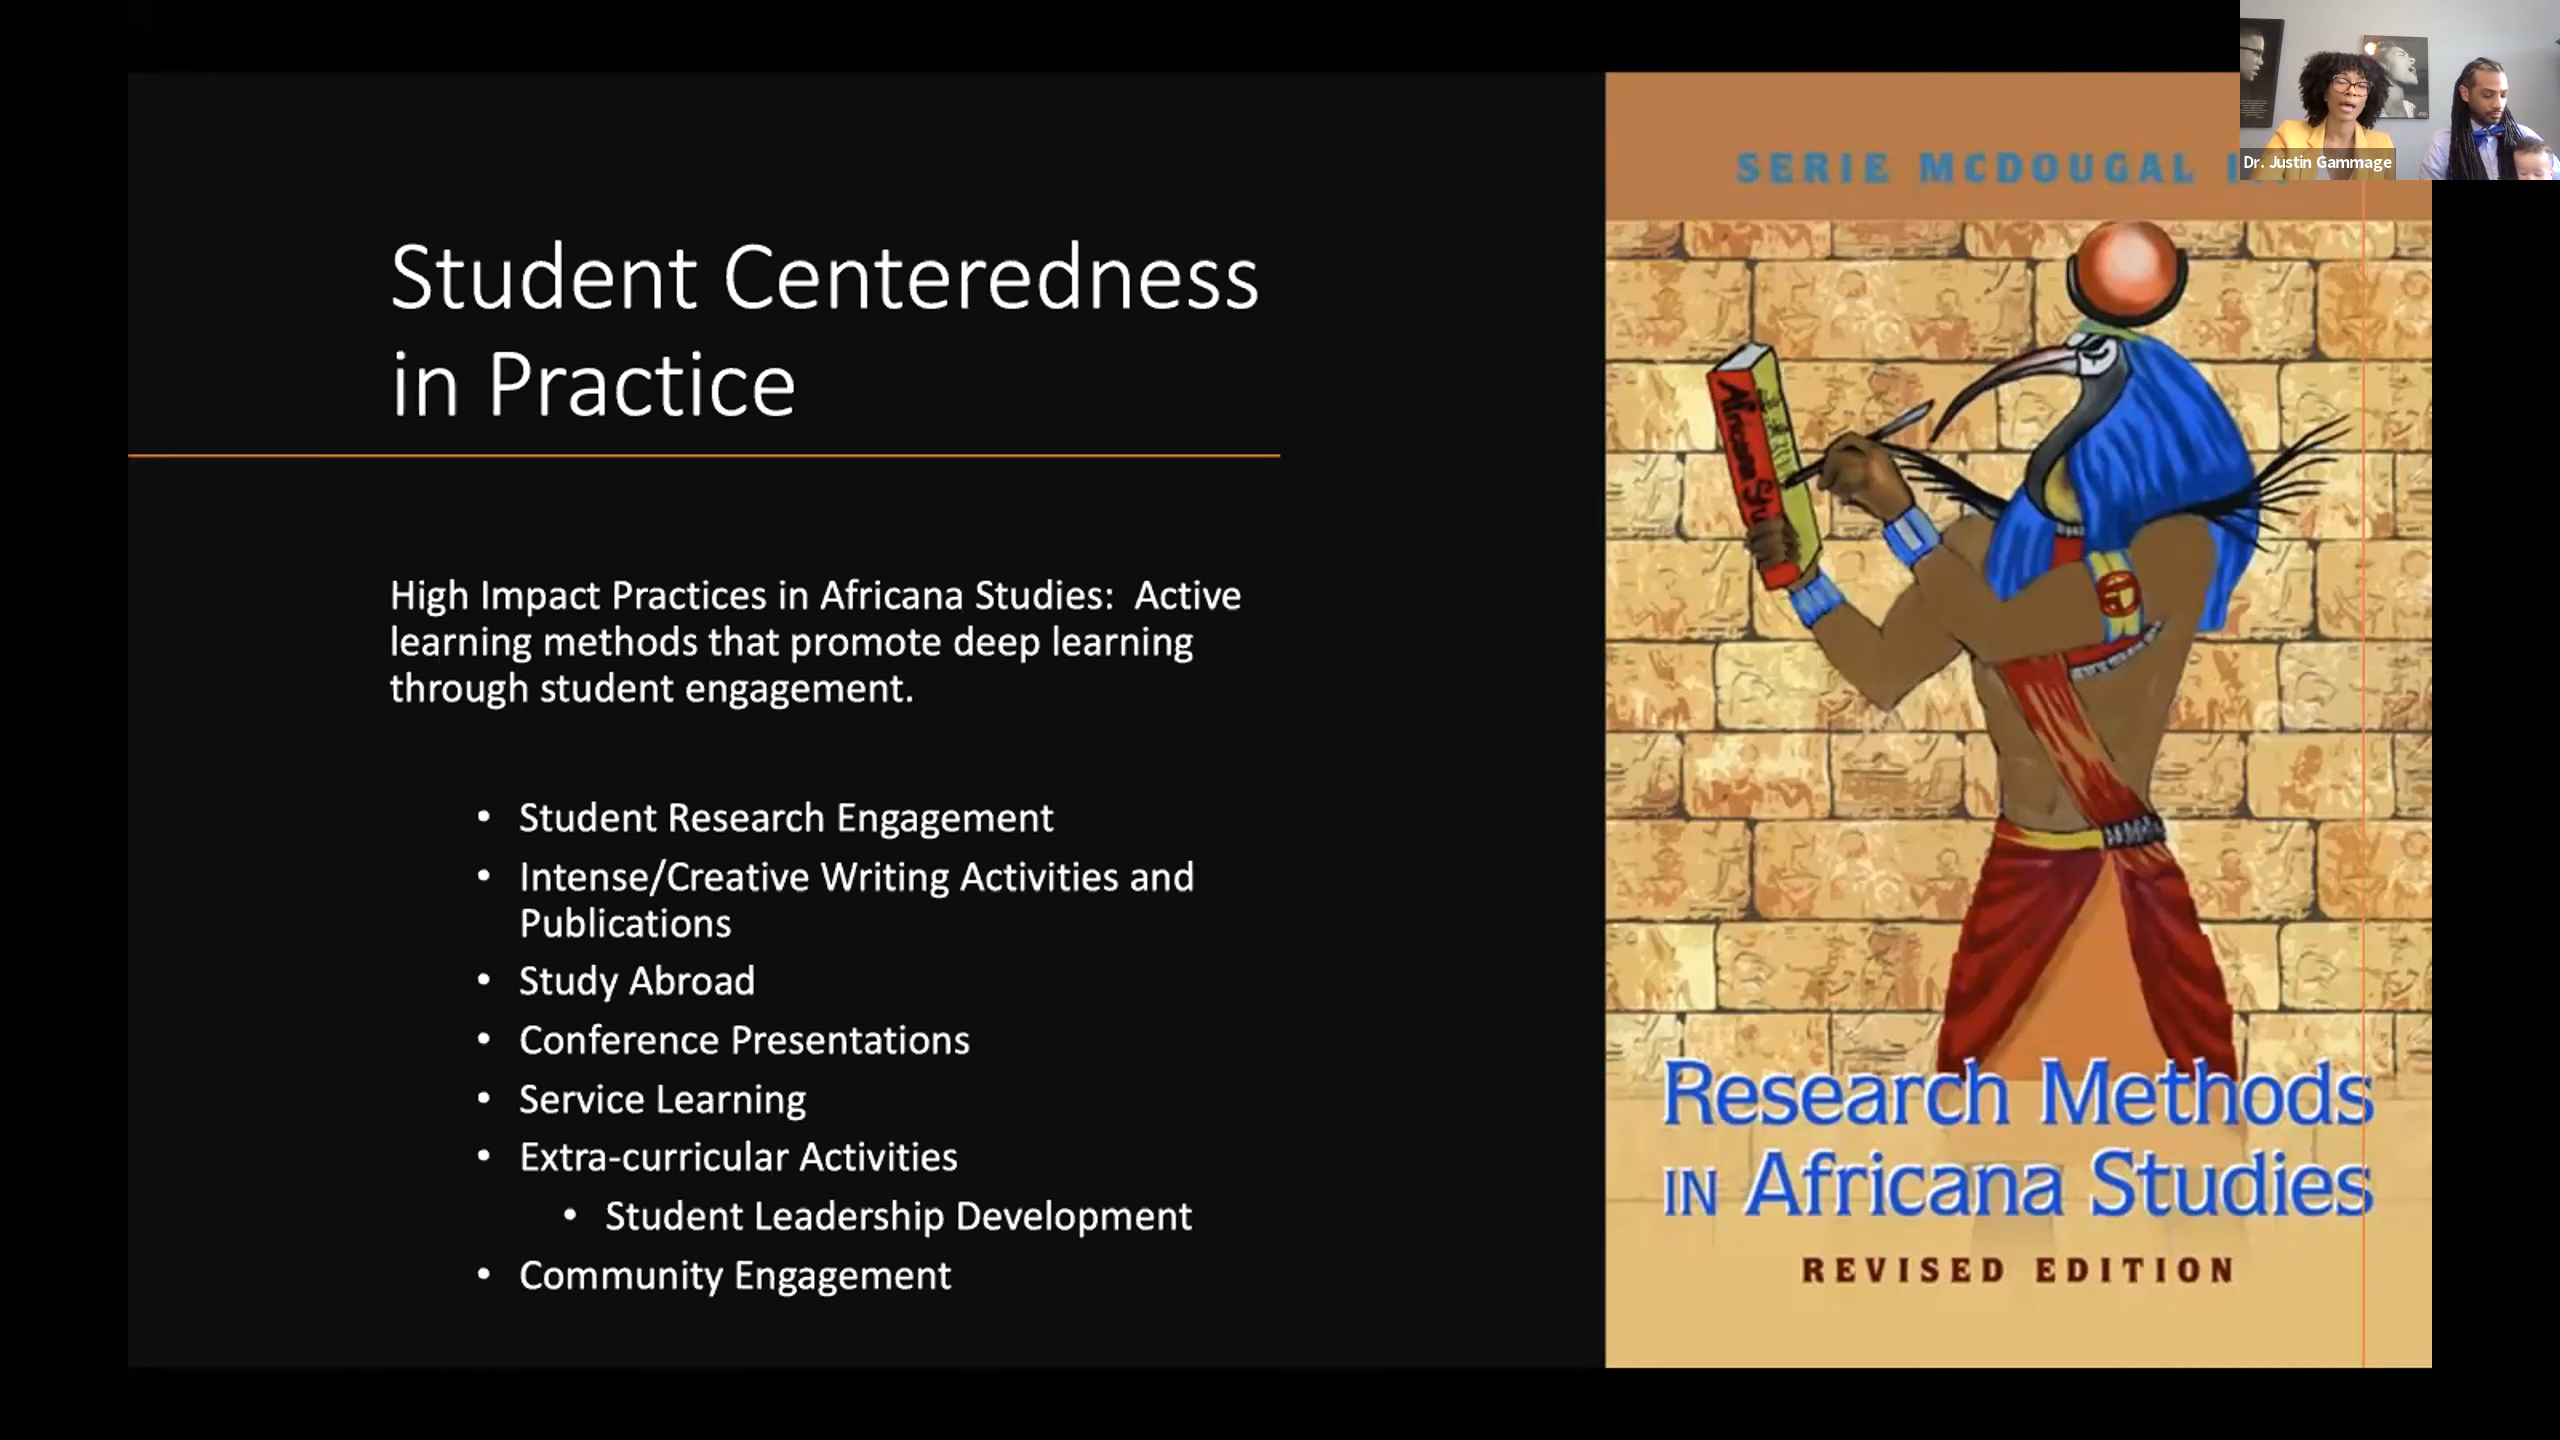 Student Centeredness
in Practice
High Impact Practices in Africana Studies:  Active
learning methods that promote deep learning
through student engagement.
• Student Research Engagement
• Intense/Creative Writing Activities and
Publications
• Study Abroad
• Conference Presentations
• Service Learning
• Extra-curricular Activities
• Student Leadership Development
• Community Engagement
SERIE MCDOUGAL
Africana
Research Methods
IN Africana Studies
REVISED EDITION
Dr. Justin Gammage